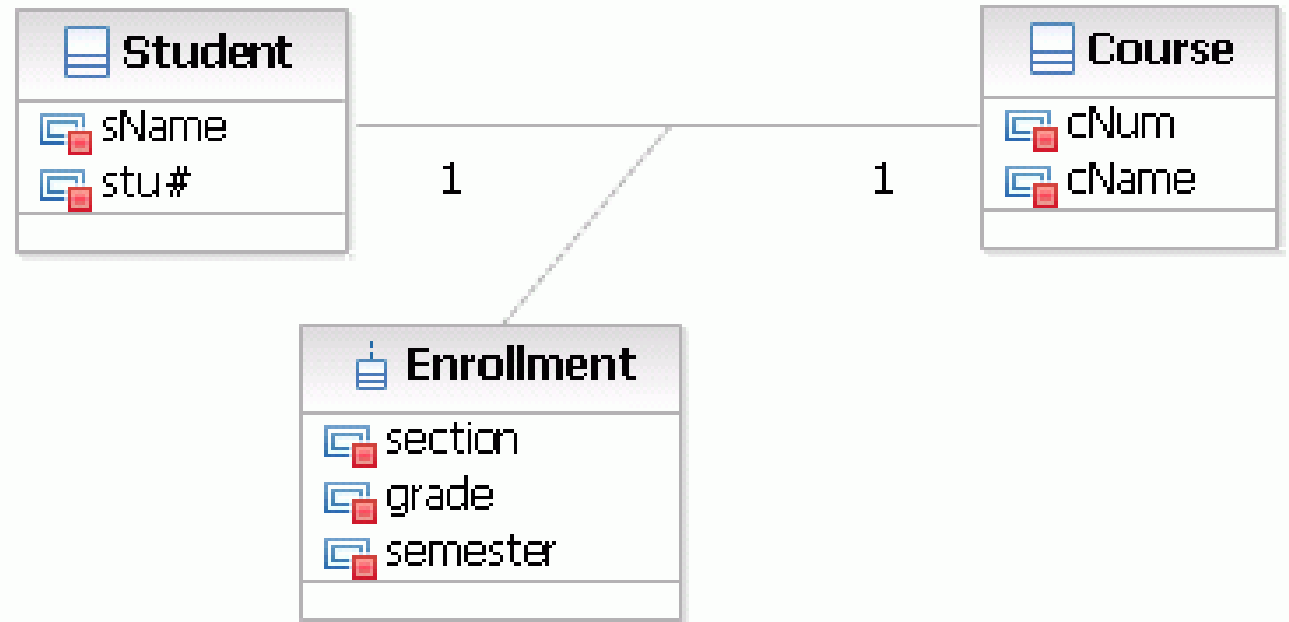 Student
sName
stu#
1
1
Course
cNum
cName
Enrollment
section
grade
semester